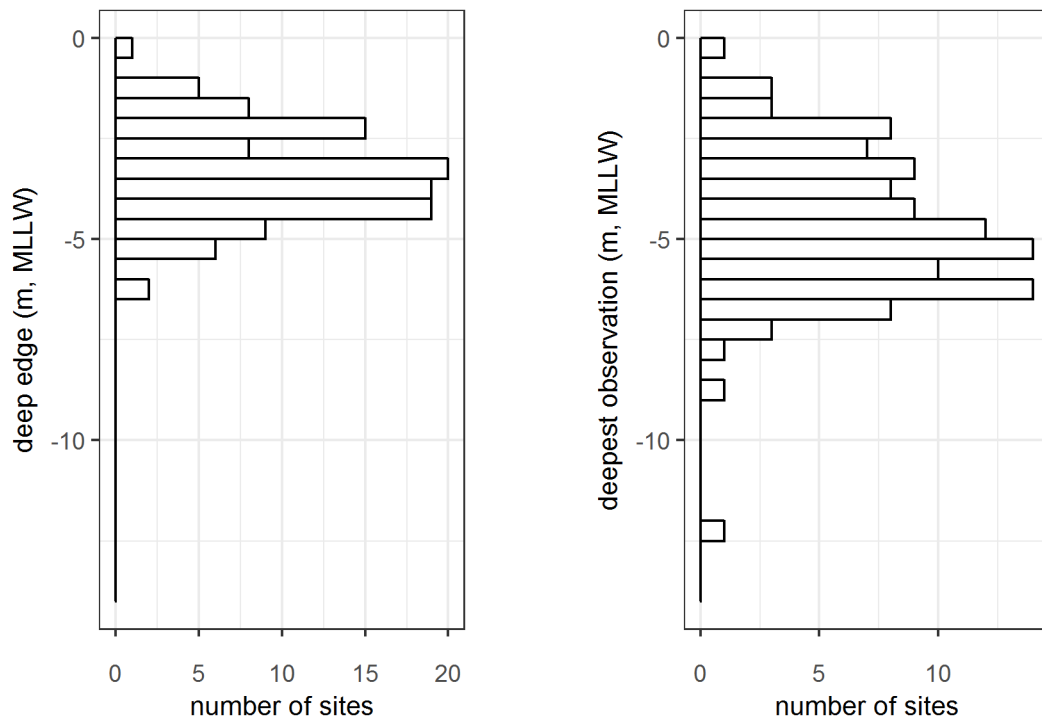 deep edge (m, MLLW)
0
-5
-10
0 5 10 15 20
number of sites
deepest observation (m, MLLW)
0
-5
-10
0 5 10
number of sites